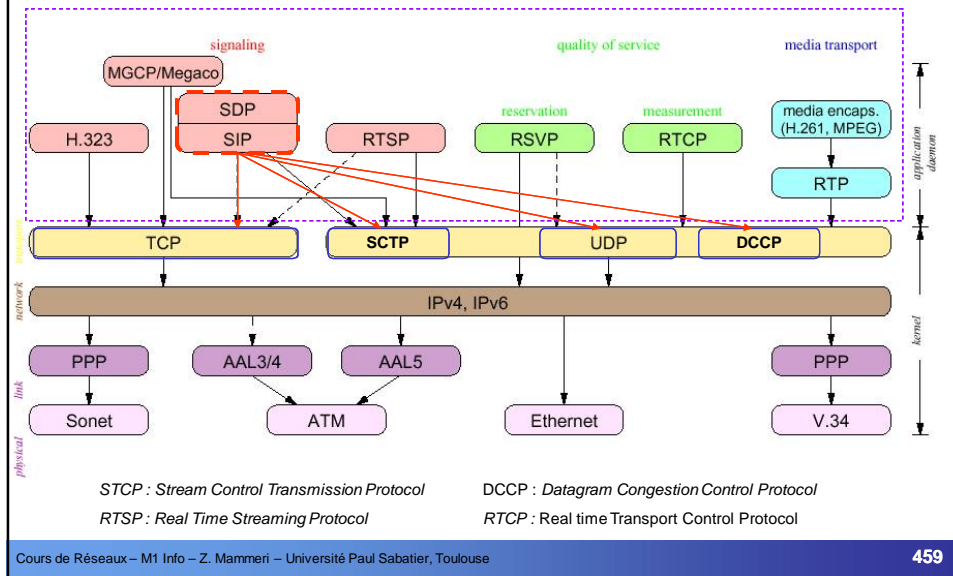 signaling
quality of service
media transport
MGCP/Megaco
SDP
reservation
measurement
media encaps.
(H.261, MPEG)
H.323
SIP
RTSP
RSVP
RTCP
RTP
application
daemon
transport
TCP
SCTP
UDP
DCCP
network
IPv4, IPv6
kernel
link
PPP
AAL3/4
AAL5
PPP
physical
Sonet
ATM
Ethernet
V.34
STCP : Stream Control Transmission Protocol
DCCP : Datagram Congestion Control Protocol
RTSP : Real Time Streaming Protocol
RTCP : Real time Transport Control Protocol
Cours de Réseaux – M1 Info – Z. Mammeri – Université Paul Sabatier, Toulouse
459